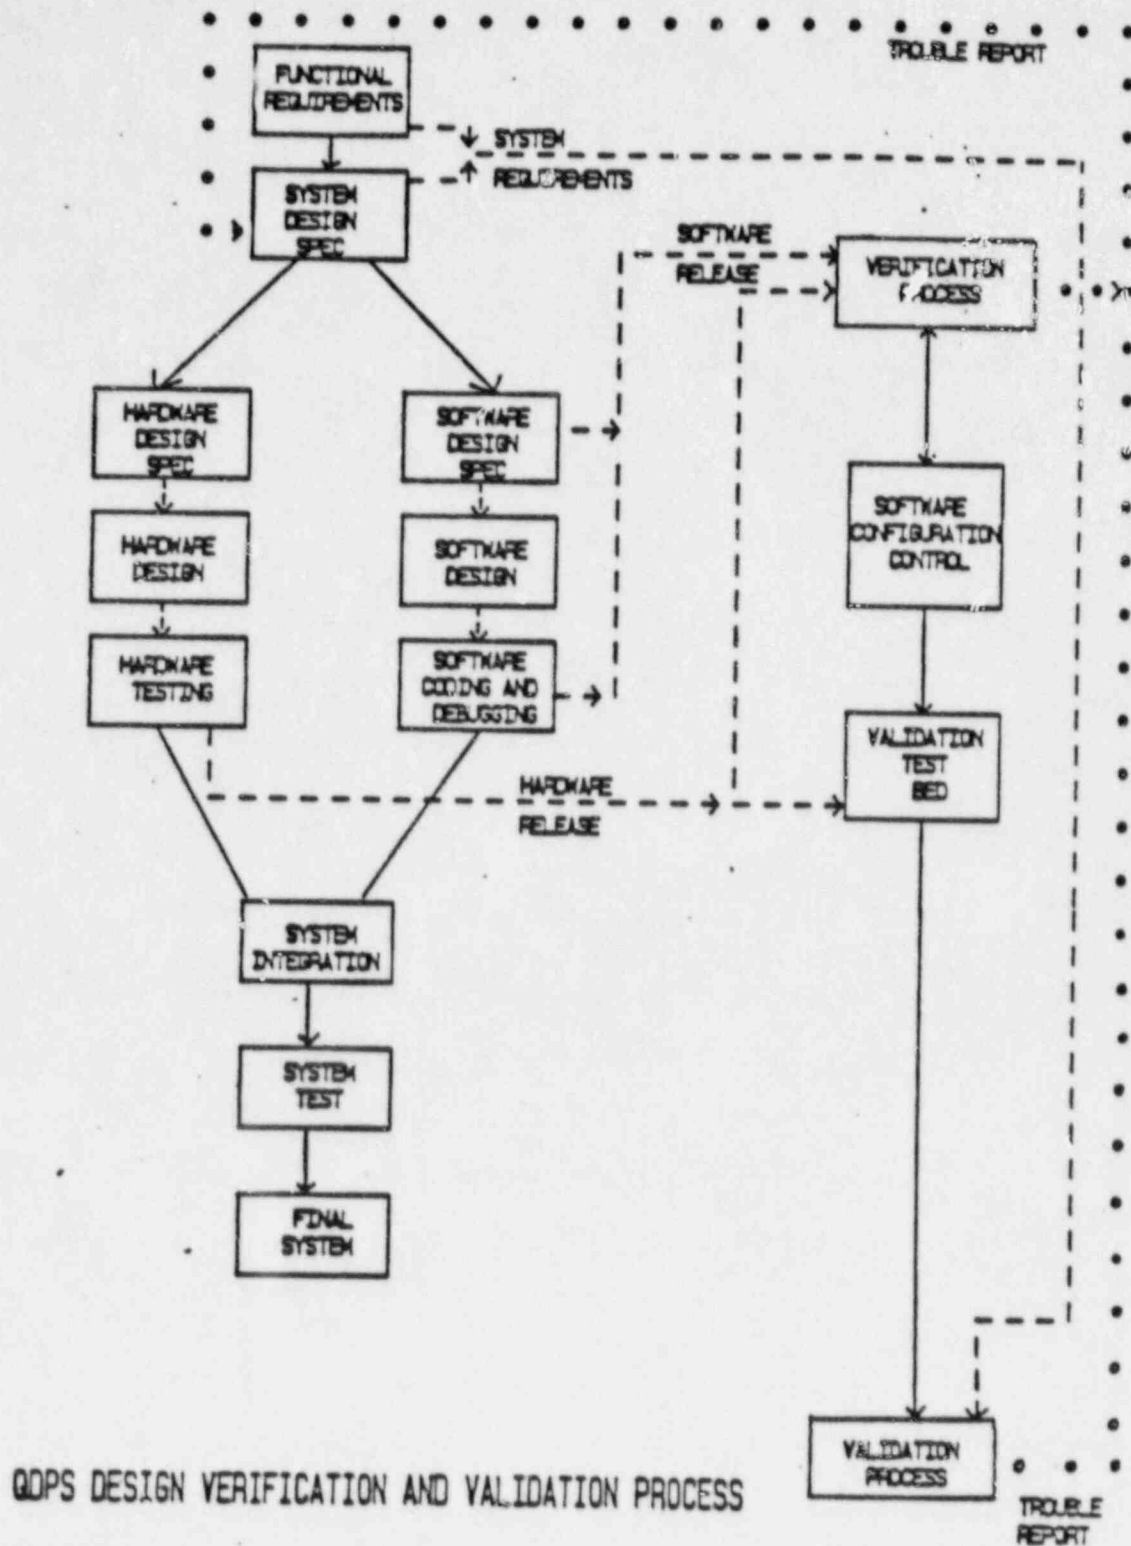 TROUBLE REPORT
FUNCTIONAL
REQUIREMENTS
SYSTEM
REQUIREMENTS
SYSTEM
DESIGN
SPEC
SOFTWARE
RELEASE
VERIFICATION
PROCESS
HARDWARE
DESIGN
SPEC
SOFTWARE
DESIGN
SPEC
SOFTWARE
CONFIGURATION
CONTROL
HARDWARE
DESIGN
SOFTWARE
DESIGN
HARDWARE
TESTING
SOFTWARE
CODING AND
DEBUGGING
VALIDATION
TEST
BED
HARDWARE
RELEASE
SYSTEM
INTEGRATION
SYSTEM
TEST
FINAL
SYSTEM
VALIDATION
PROCESS
QDPS DESIGN VERIFICATION AND VALIDATION PROCESS
TROUBLE
REPORT